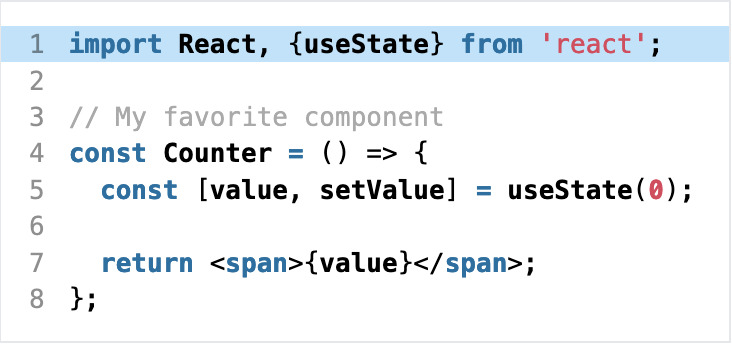 1 import React, {useState} from 'react';
2
3 // My favorite component
4 const Counter = () => {
5   const [value, setValue] = useState(0);
6
7   return <span>{value}</span>;
8 };